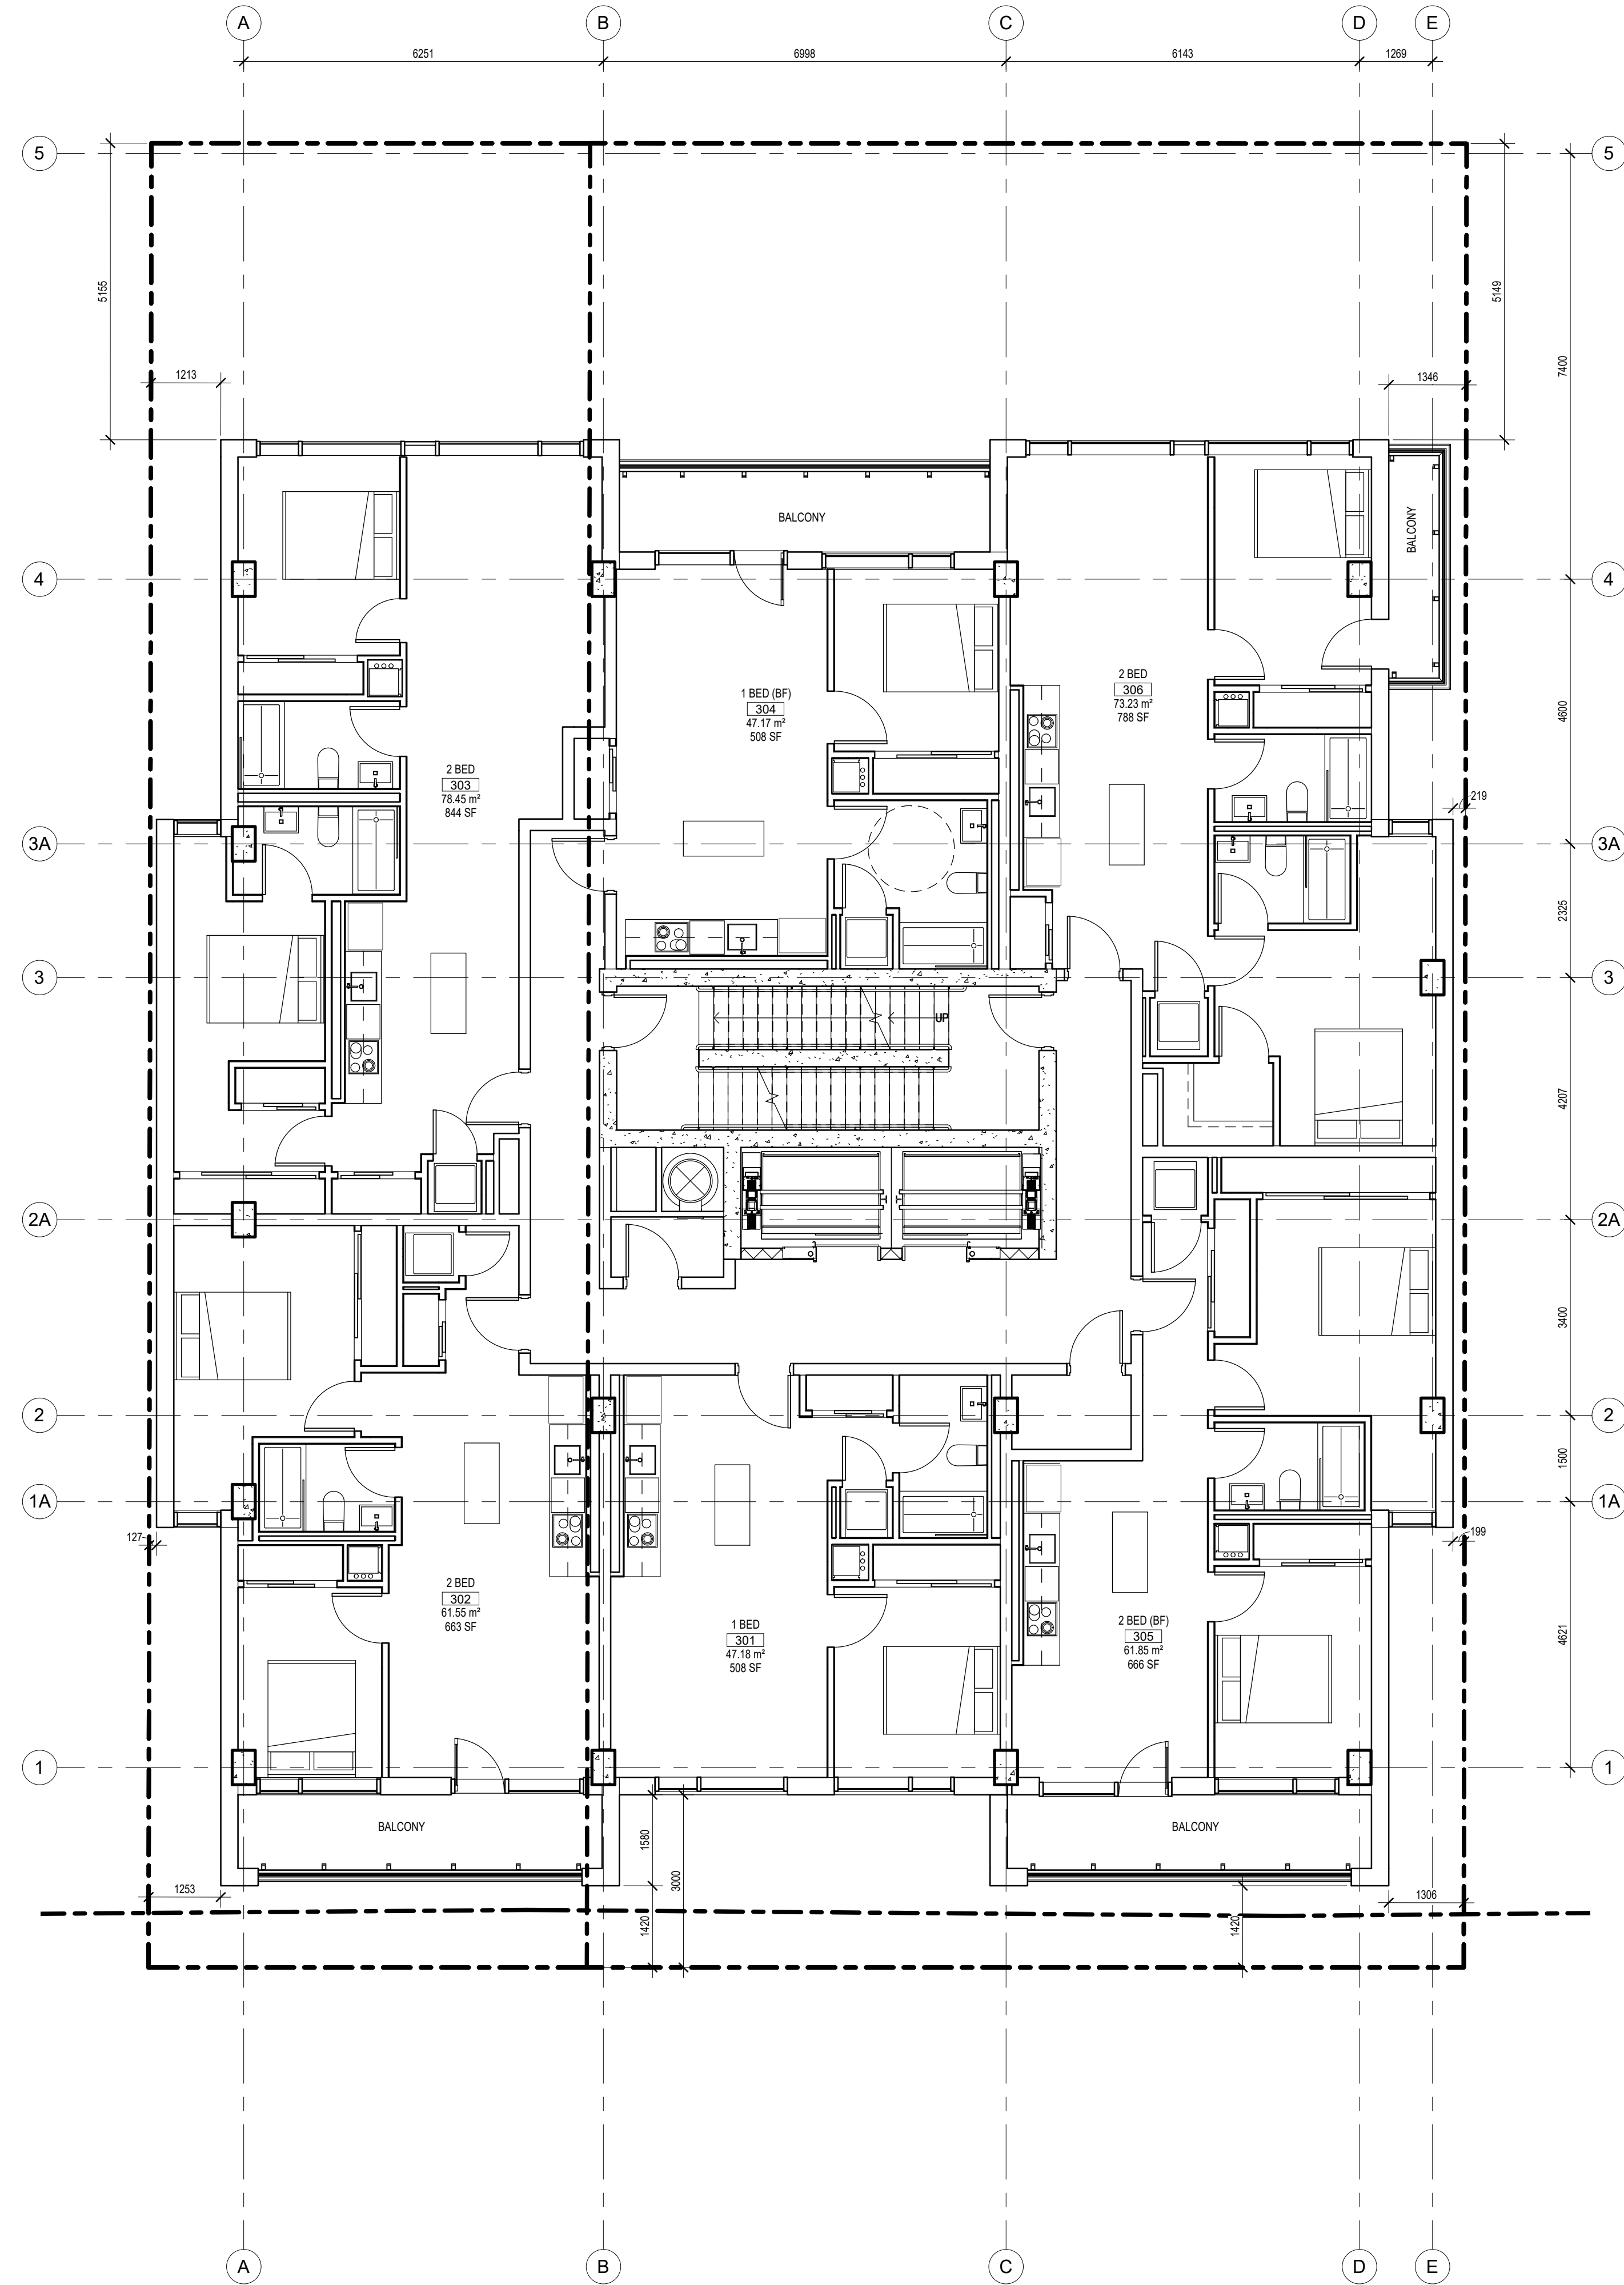 A
B
C
D
E
6251
6998
6143
1269
5
5
5155
5149
1213
1346
7400
BALCONY
BALCONY
4
4
1 BED (BF)
304
47.17 m²
508 SF
2 BED
306
73.23 m²
788 SF
4600
2 BED
303
78.45 m²
844 SF
219
3A
3A
2325
3
3
UP
4207
2A
2A
3400
2
2
1500
1A
1A
127
199
2 BED
302
61.55 m²
663 SF
1 BED
301
47.18 m²
508 SF
2 BED (BF)
305
61.85 m²
666 SF
4621
1
1
BALCONY
BALCONY
1580
3000
1253
1306
1420
1420
A
B
C
D
E